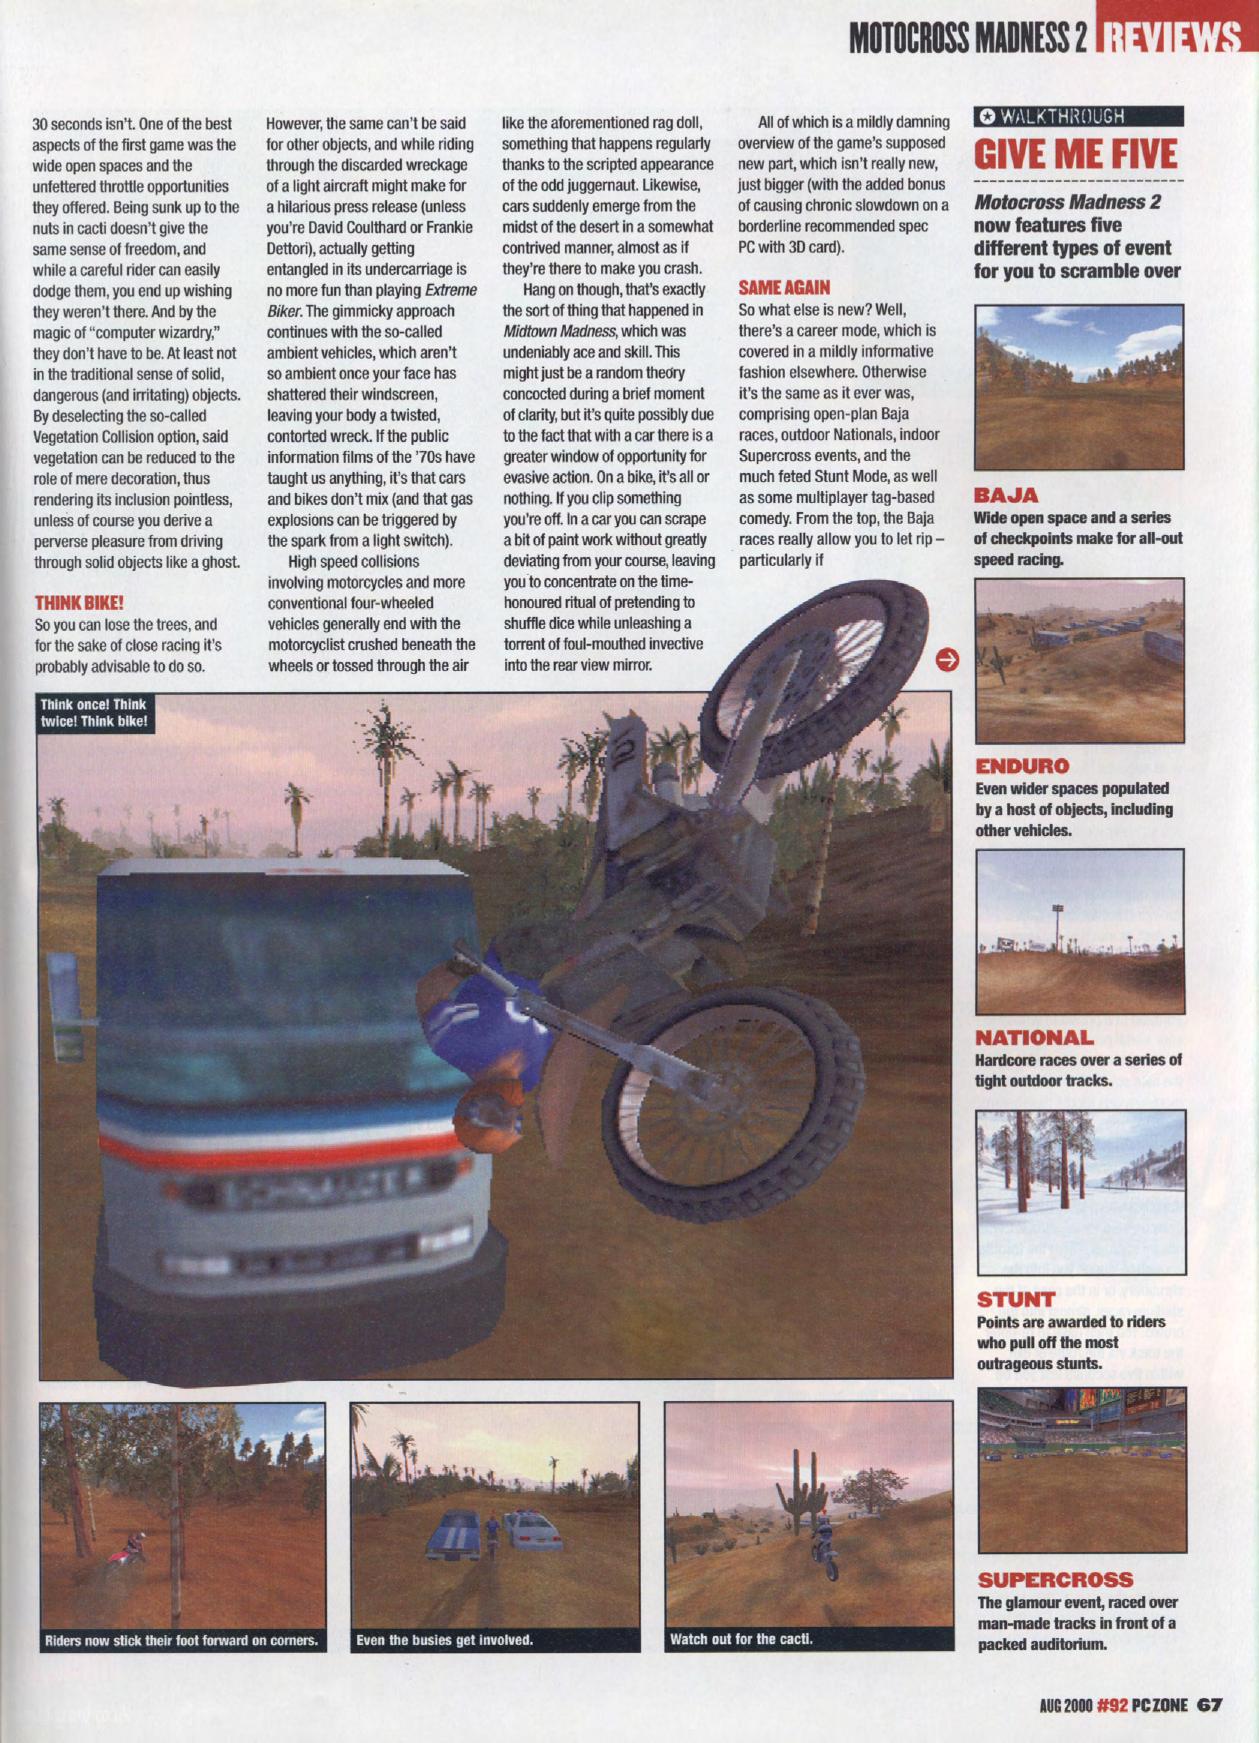 MOTOCROSS MADNESS 2 REVIEWS
30 seconds isn't. One of the best
aspects of the first game was the
wide open spaces and the
unfettered throttle opportunities
they offered. Being sunk up to the
nuts in cacti doesn't give the
same sense of freedom, and
while a careful rider can easily
dodge them, you end up wishing
they weren't there. And by the
magic of "computer wizardry,"
they don't have to be. At least not
in the traditional sense of solid,
dangerous (and irritating) objects.
By deselecting the so-called
Vegetation Collision option, said
vegetation can be reduced to the
role of mere decoration, thus
rendering its inclusion pointless,
unless of course you derive a
perverse pleasure from driving
through solid objects like a ghost.
THINK BIKE!
So you can lose the trees, and
for the sake of close racing it's
probably advisable to do so.
However, the same can't be said
for other objects, and while riding
through the discarded wreckage
of a light aircraft might make for
a hilarious press release (unless
you're David Coulthard or Frankie
Dettori), actually getting
entangled in its undercarriage is
no more fun than playing Extreme
Biker. The gimmicky approach
continues with the so-called
ambient vehicles, which aren't
so ambient once your face has
shattered their windscreen,
leaving your body a twisted,
contorted wreck. If the public
information films of the '70s have
taught us anything, it's that cars
and bikes don't mix (and that gas
explosions can be triggered by
the spark from a light switch).
High speed collisions
involving motorcycles and more
conventional four-wheeled
vehicles generally end with the
motorcyclist crushed beneath the
wheels or tossed through the air
like the aforementioned rag doll,
something that happens regularly
thanks to the scripted appearance
of the odd juggernaut. Likewise,
cars suddenly emerge from the
midst of the desert in a somewhat
contrived manner, almost as if
they're there to make you crash.
Hang on though, that's exactly
the sort of thing that happened in
Midtown Madness, which was
undeniably ace and skill. This
might just be a random theory
concocted during a brief moment
of clarity, but it's quite possibly due
to the fact that with a car there is a
greater window of opportunity for
evasive action. On a bike, it's all or
nothing. If you clip something
you're off. In a car you can scrape
a bit of paint work without greatly
deviating from your course, leaving
you to concentrate on the time-
honoured ritual of pretending to
shuffle dice while unleashing a
torrent of foul-mouthed invective
into the rear view mirror.
All of which is a mildly damning
overview of the game's supposed
new part, which isn't really new,
just bigger (with the added bonus
of causing chronic slowdown on a
borderline recommended spec
PC with 3D card).
SAME AGAIN
So what else is new? Well,
there's a career mode, which is
covered in a mildly informative
fashion elsewhere. Otherwise
it's the same as it ever was,
comprising open-plan Baja
races, outdoor Nationals, indoor
Supercross events, and the
much feted Stunt Mode, as well
as some multiplayer tag-based
comedy. From the top, the Baja
races really allow you to let rip –
particularly if
WALKTHROUGH
GIVE ME FIVE
Motocross Madness 2
now features five
different types of event
for you to scramble over
BAJA
Wide open space and a series
of checkpoints make for all-out
speed racing.
ENDURO
Even wider spaces populated
by a host of objects, including
other vehicles.
NATIONAL
Hardcore races over a series of
tight outdoor tracks.
STUNT
Points are awarded to riders
who pull off the most
outrageous stunts.
SUPERCROSS
The glamour event, raced over
man-made tracks in front of a
packed auditorium.
Think once! Think
twice! Think bike!
Riders now stick their foot forward on corners.
Even the busies get involved.
Watch out for the cacti.
AUG 2000 #92 PC ZONE 67